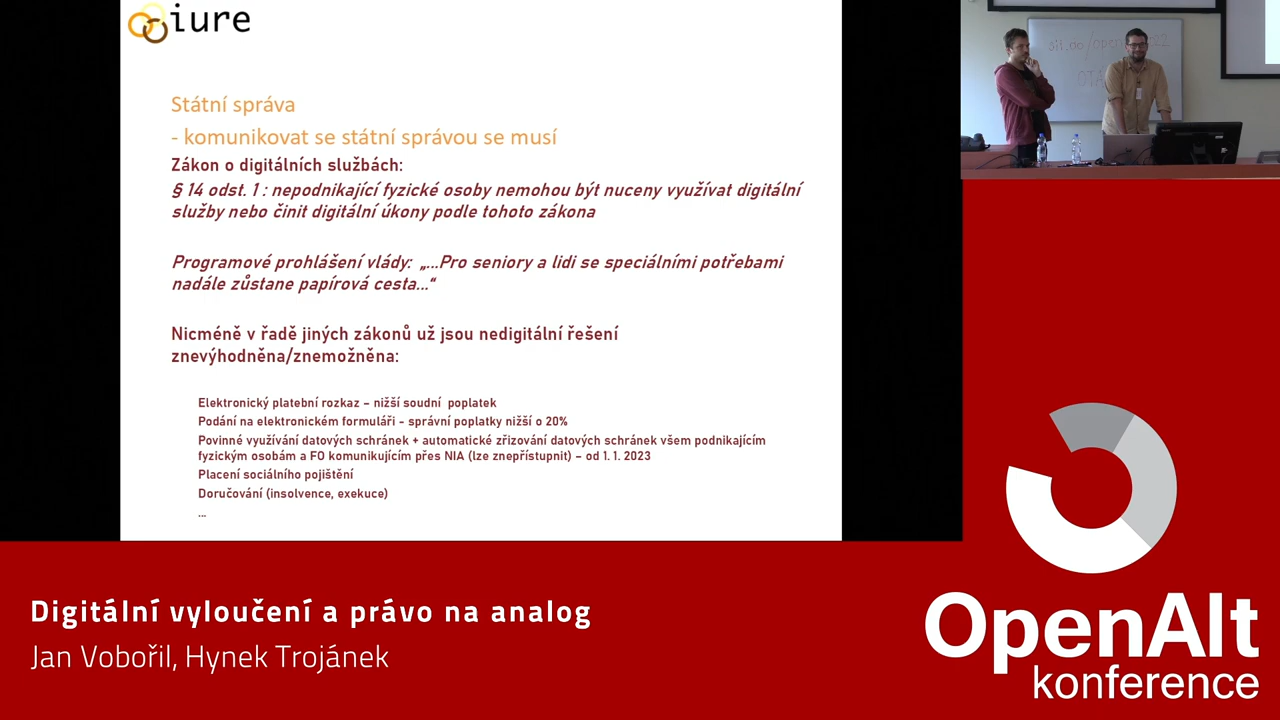 iure
Státní správa
- komunikovat se státní správou se musí
Zákon o digitálních službách:
§ 14 odst. 1 : nepodnikající fyzické osoby nemohou být nuceny využívat digitální
služby nebo činit digitální úkony podle tohoto zákona
Programové prohlášení vlády: „...Pro seniory a lidi se speciálními potřebami
nadále zůstane papírová cesta...“
Nicméně v řadě jiných zákonů už jsou nedigitální řešení
znevýhodněna/znemožněna:
Elektronický platební rozkaz – nižší soudní poplatek
Podání na elektronickém formuláři - správní poplatky nižší o 20%
Povinné využívání datových schránek + automatické zřizování datových schránek všem podnikajícím
fyzickým osobám a FO komunikujícím přes NIA (lze znepřístupnit) – od 1. 1. 2023
Placení sociálního pojištění
Doručování (insolvence, exekuce)
...
Digitální vyloučení a právo na analog
Jan Vobořil, Hynek Trojánek
OpenAlt
konference